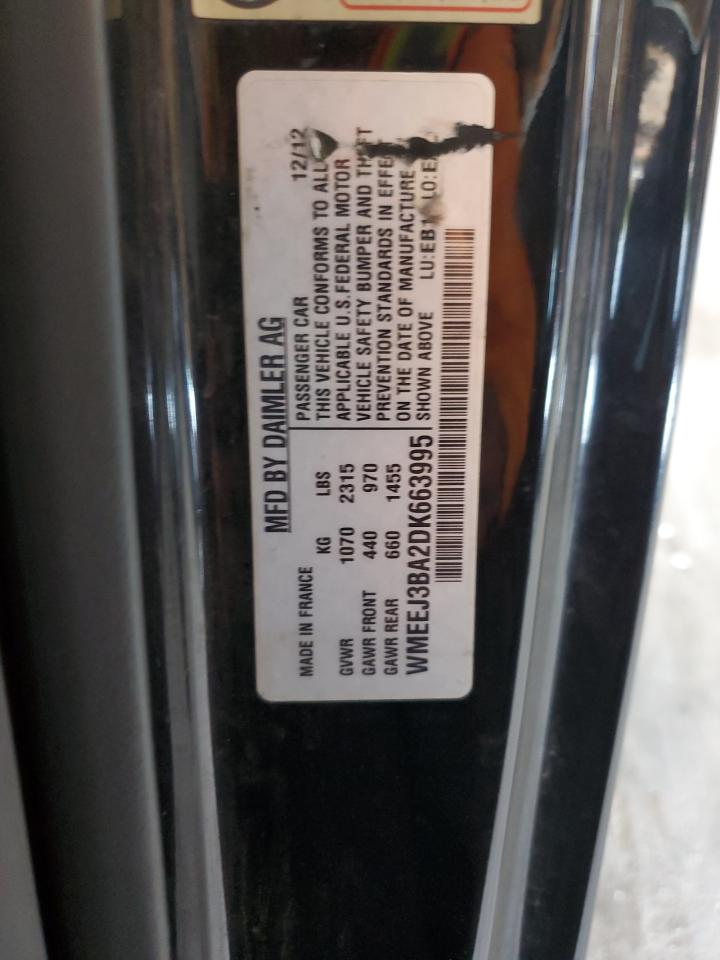 MFD BY DAIMLER AG
MADE IN FRANCE
KG LBS
GVWR 1070 2315
GAWR FRONT 440 970
GAWR REAR 660 1455
WMEEJ3BA2DK663995
PASSENGER CAR 12/12
THIS VEHICLE CONFORMS TO ALL
APPLICABLE U.S. FEDERAL MOTOR
VEHICLE SAFETY BUMPER AND THEFT
PREVENTION STANDARDS IN
ON THE DATE OF MANUFACTURE
SHOWN ABOVE